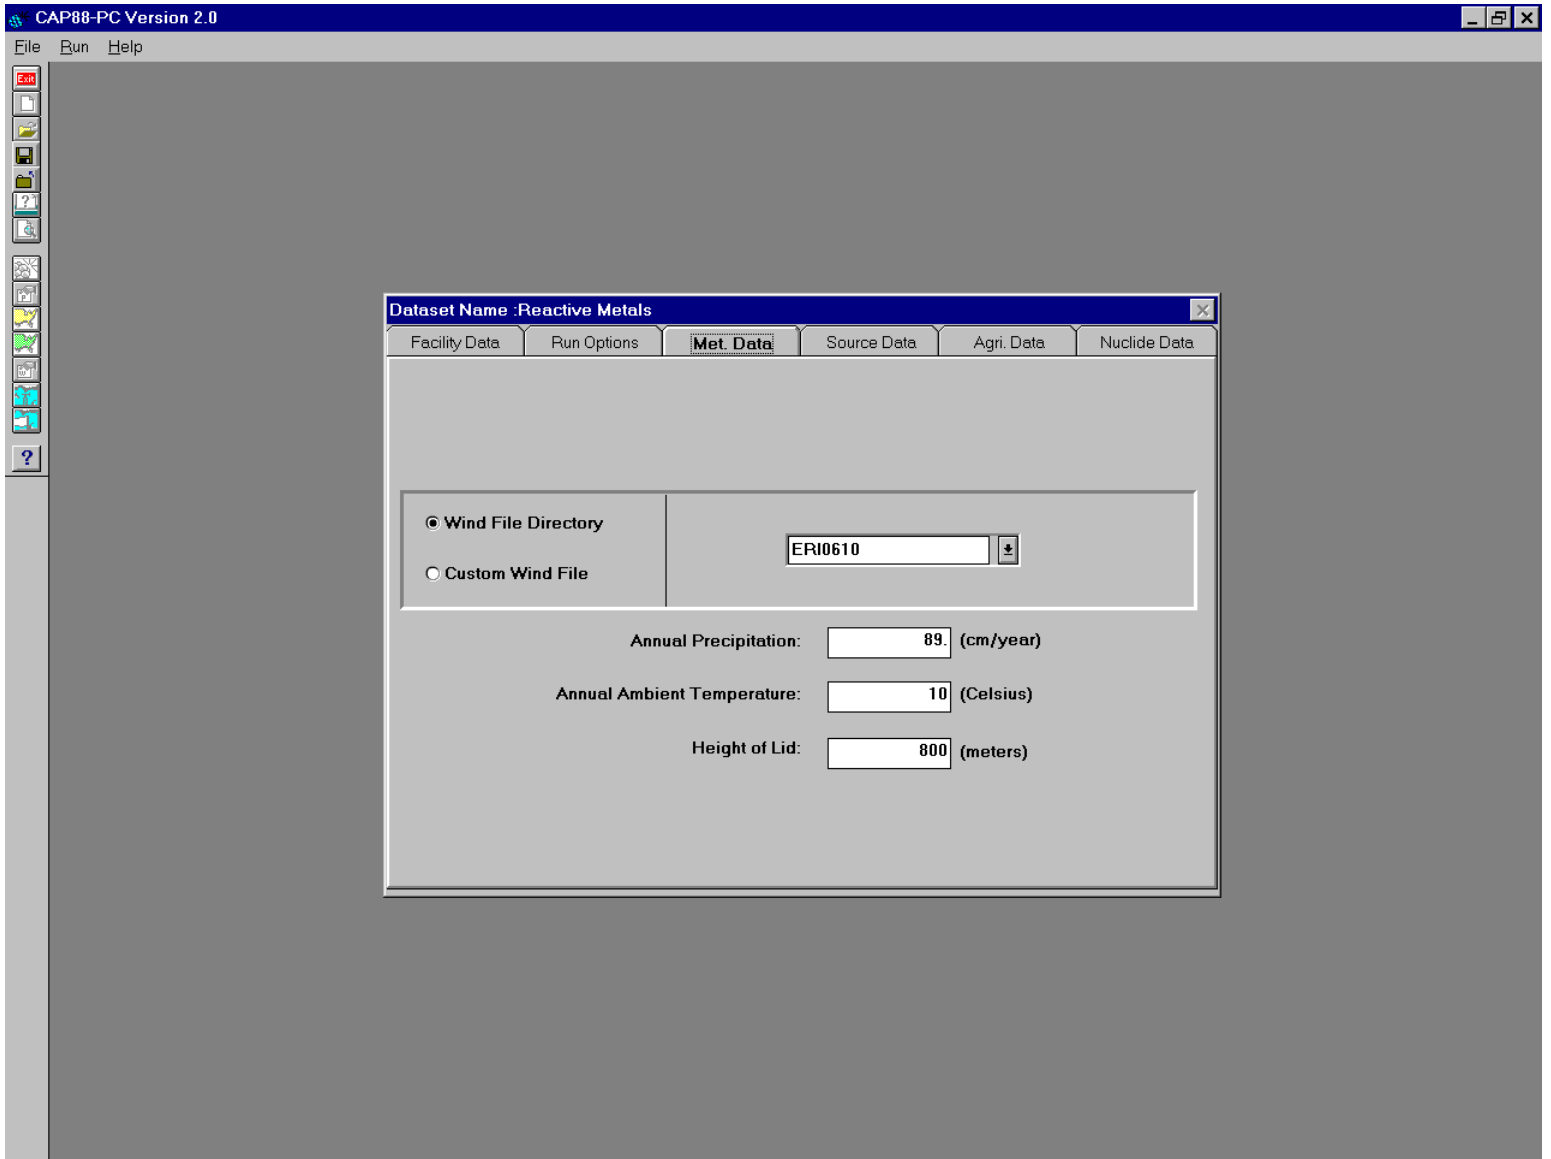 CAP88-PC Version 2.0
File Run Help
Exit
Dataset Name :Reactive Metals
Facility Data Run Options Met. Data Source Data Agri. Data Nuclide Data
Wind File Directory
ERI0610
Custom Wind File
Annual Precipitation: 89. (cm/year)
Annual Ambient Temperature: 10 (Celsius)
Height of Lid: 800 (meters)